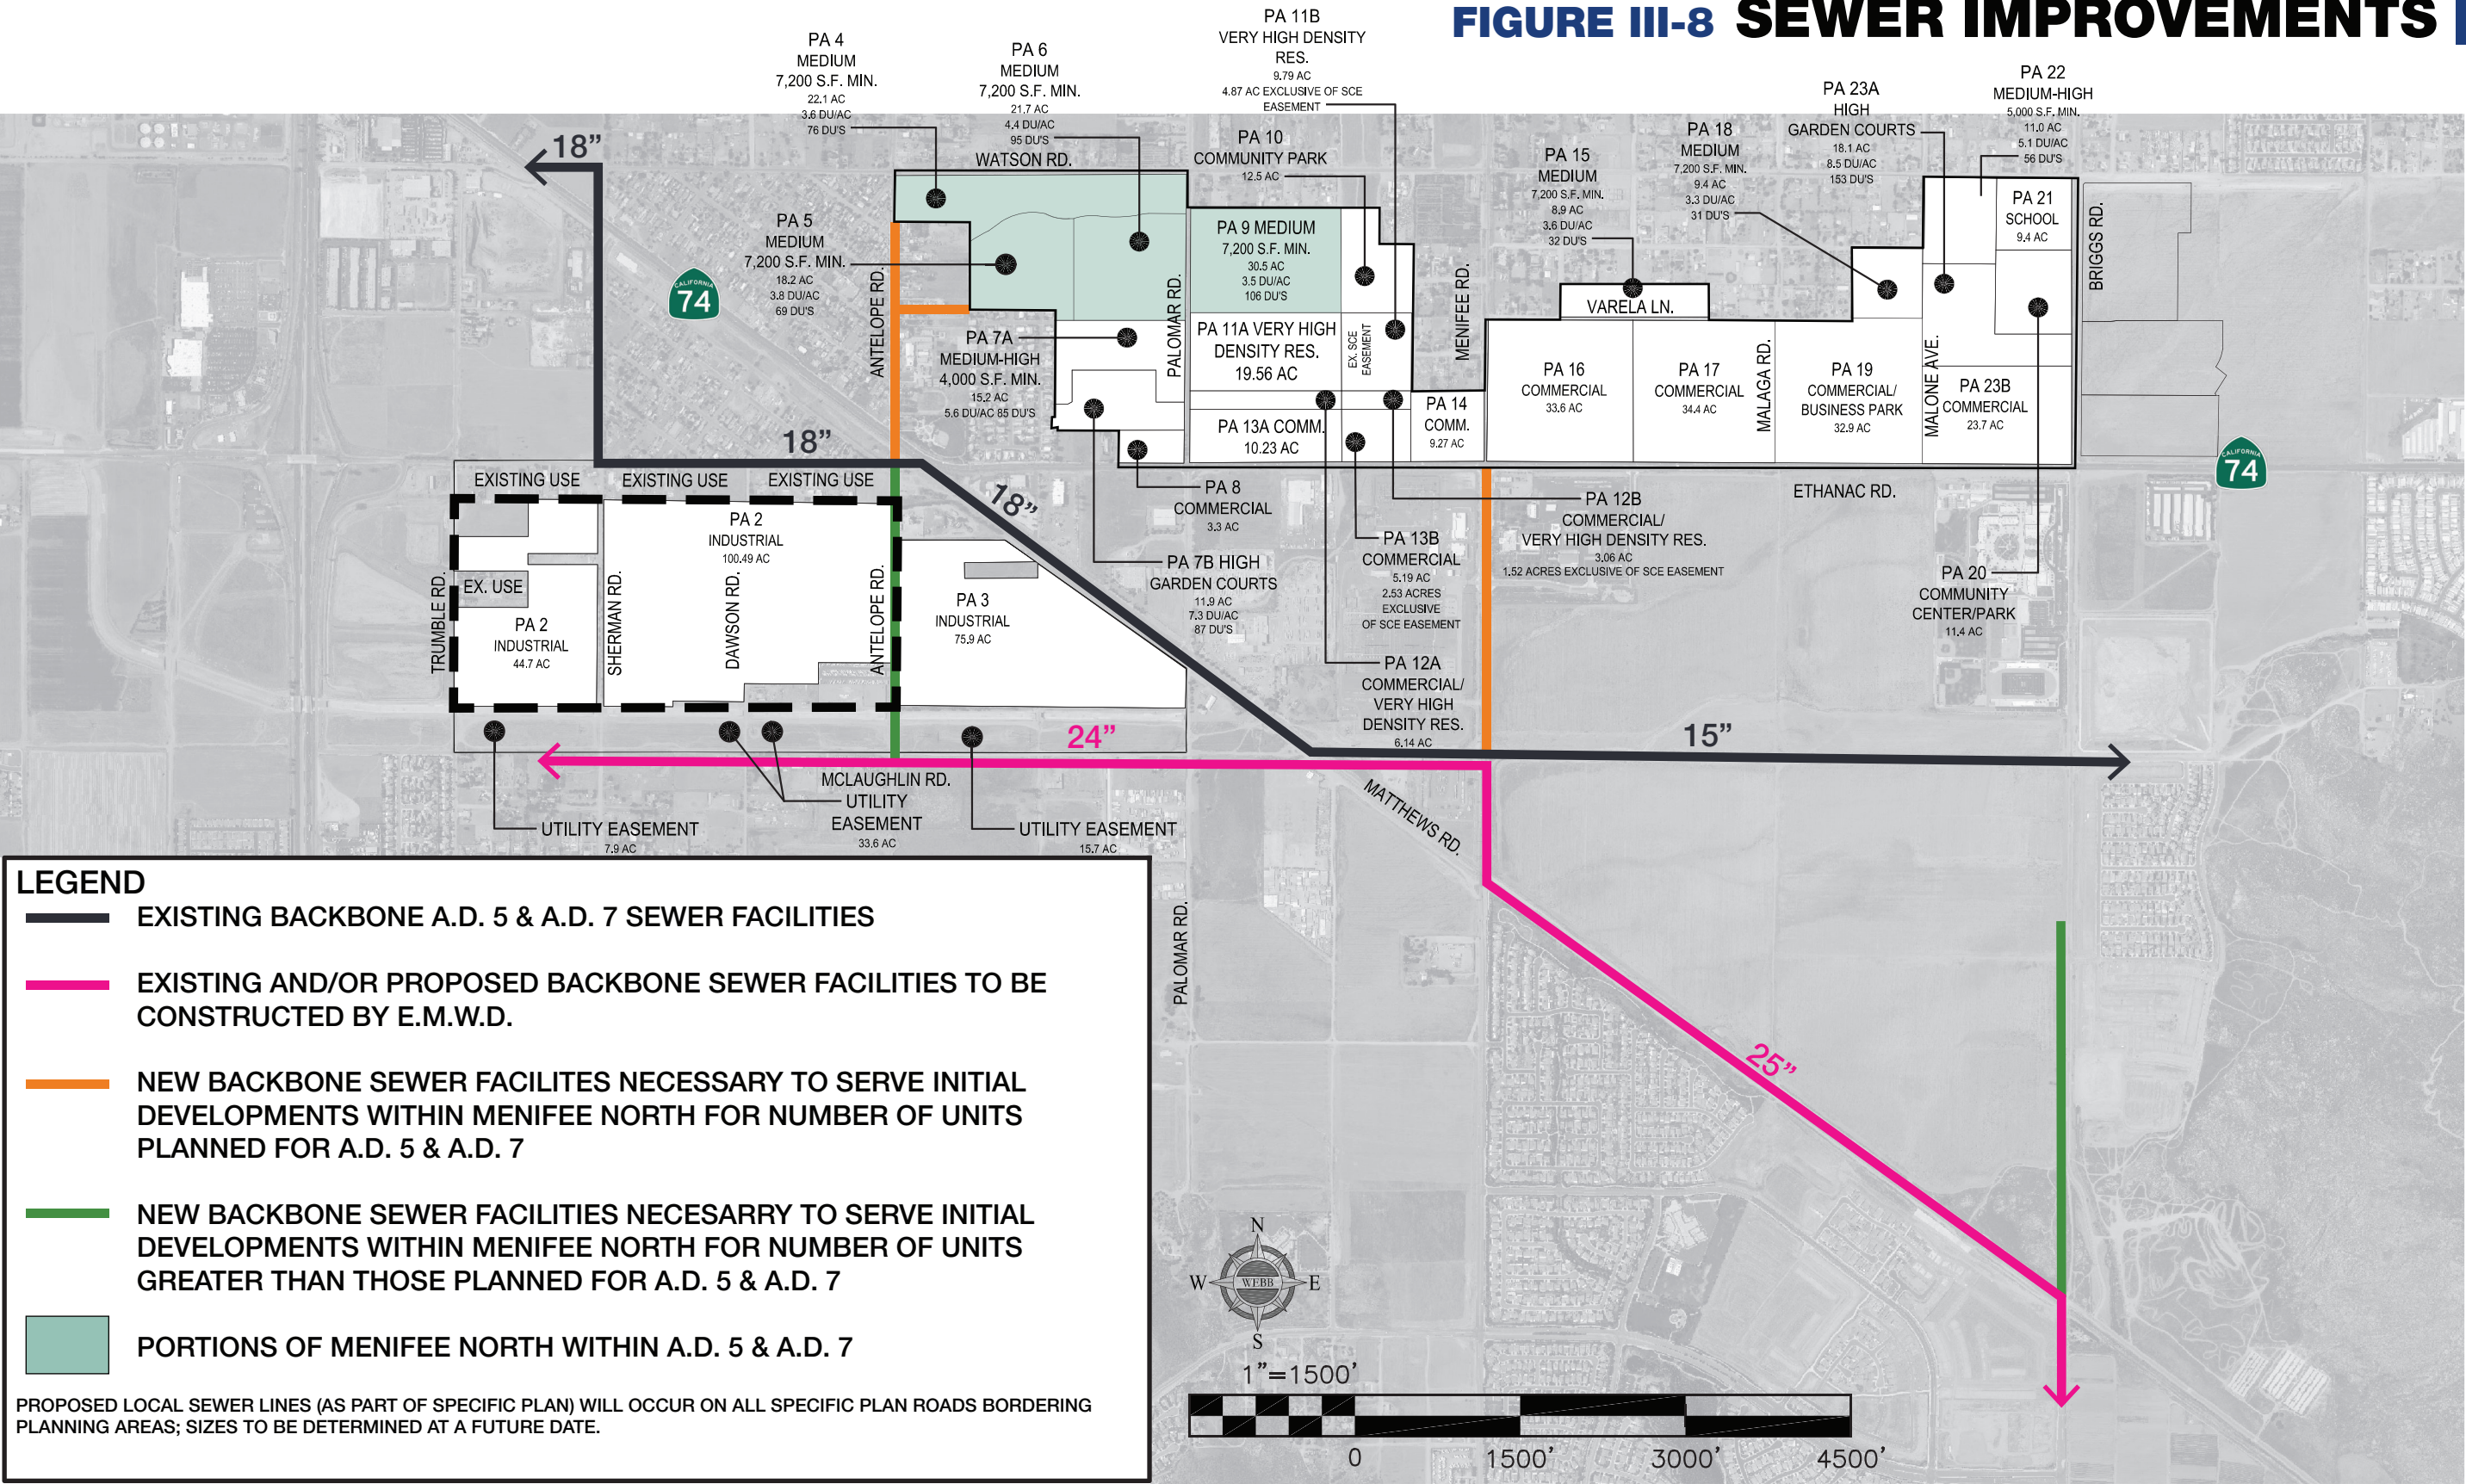 FIGURE III-8 SEWER IMPROVEMENTS
PA 4
MEDIUM
7,200 S.F. MIN.
22.1 AC
3.6 DU/AC
76 DU'S
PA 6
MEDIUM
7,200 S.F. MIN.
21.7 AC
4.4 DU/AC
95 DU'S
WATSON RD.
PA 11B
VERY HIGH DENSITY
RES.
9.79 AC
4.87 AC EXCLUSIVE OF SCE
EASEMENT
PA 10
COMMUNITY PARK
12.5 AC
PA 15
MEDIUM
7,200 S.F. MIN.
8.9 AC
3.6 DU/AC
32 DU'S
PA 18
MEDIUM
7,200 S.F. MIN.
9.4 AC
3.3 DU/AC
31 DU'S
PA 23A
HIGH
GARDEN COURTS
18.1 AC
8.5 DU/AC
153 DU'S
PA 22
MEDIUM-HIGH
5,000 S.F. MIN.
11.0 AC
5.1 DU/AC
56 DU'S
18”
PA 5
MEDIUM
7,200 S.F. MIN.
18.2 AC
3.8 DU/AC
69 DU'S
CALIFORNIA
74
ANTELOPE RD.
PA 9 MEDIUM
7,200 S.F. MIN.
30.5 AC
3.5 DU/AC
106 DU'S
PA 21
SCHOOL
9.4 AC
BRIGGS RD.
PALOMAR RD.
MENIFEE RD.
VARELA LN.
PA 7A
MEDIUM-HIGH
4,000 S.F. MIN.
15.2 AC
5.6 DU/AC 85 DU'S
PA 11A VERY HIGH
DENSITY RES.
19.56 AC
EX. SCE
EASEMENT
PA 16
COMMERCIAL
33.6 AC
PA 17
COMMERCIAL
34.4 AC
MALAGA RD.
PA 19
COMMERCIAL/
BUSINESS PARK
32.9 AC
MALONE AVE.
PA 23B
COMMERCIAL
23.7 AC
PA 13A COMM.
10.23 AC
PA 14
COMM.
9.27 AC
18”
CALIFORNIA
74
EXISTING USE
EXISTING USE
EXISTING USE
18”
PA 8
COMMERCIAL
3.3 AC
ETHANAC RD.
PA 12B
COMMERCIAL/
VERY HIGH DENSITY RES.
3.06 AC
1.52 ACRES EXCLUSIVE OF SCE EASEMENT
PA 2
INDUSTRIAL
100.49 AC
PA 13B
COMMERCIAL
5.19 AC
2.53 ACRES
EXCLUSIVE
OF SCE EASEMENT
PA 7B HIGH
GARDEN COURTS
11.9 AC
7.3 DU/AC
87 DU'S
PA 20
COMMUNITY
CENTER/PARK
11.4 AC
TRUMBLE RD.
EX. USE
PA 2
INDUSTRIAL
44.7 AC
SHERMAN RD.
DAWSON RD.
ANTELOPE RD.
PA 3
INDUSTRIAL
75.9 AC
PA 12A
COMMERCIAL/
VERY HIGH
DENSITY RES.
6.14 AC
24”
15”
MCLAUGHLIN RD.
UTILITY
EASEMENT
33.6 AC
UTILITY EASEMENT
7.9 AC
UTILITY EASEMENT
15.7 AC
MATTHEWS RD.
PALOMAR RD.
25”
LEGEND
EXISTING BACKBONE A.D. 5 & A.D. 7 SEWER FACILITIES
EXISTING AND/OR PROPOSED BACKBONE SEWER FACILITIES TO BE
CONSTRUCTED BY E.M.W.D.
NEW BACKBONE SEWER FACILITES NECESSARY TO SERVE INITIAL
DEVELOPMENTS WITHIN MENIFEE NORTH FOR NUMBER OF UNITS
PLANNED FOR A.D. 5 & A.D. 7
NEW BACKBONE SEWER FACILITIES NECESARRY TO SERVE INITIAL
DEVELOPMENTS WITHIN MENIFEE NORTH FOR NUMBER OF UNITS
GREATER THAN THOSE PLANNED FOR A.D. 5 & A.D. 7
PORTIONS OF MENIFEE NORTH WITHIN A.D. 5 & A.D. 7
PROPOSED LOCAL SEWER LINES (AS PART OF SPECIFIC PLAN) WILL OCCUR ON ALL SPECIFIC PLAN ROADS BORDERING
PLANNING AREAS; SIZES TO BE DETERMINED AT A FUTURE DATE.
N
W WEBB E
S
1”=1500'
0 1500' 3000' 4500'